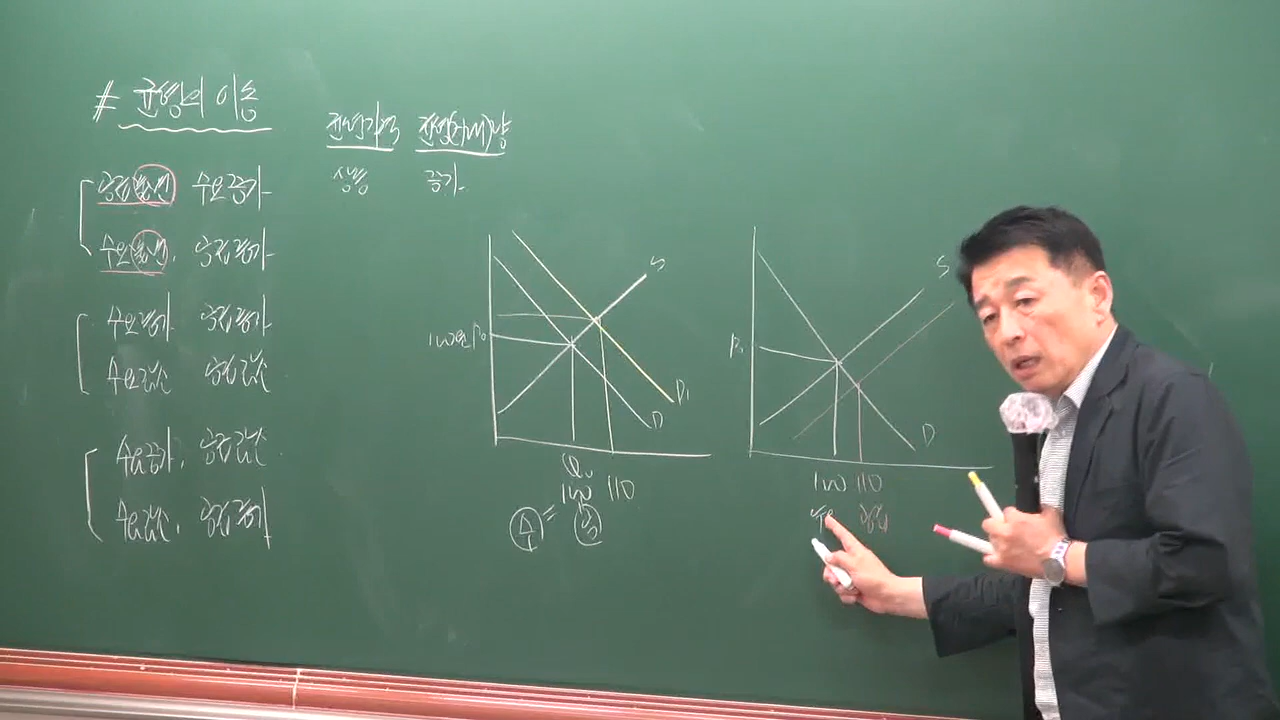 # 균형의 이동
균형가격 균형(거래)량
공급불변 수요증가 상승 증가
수요불변, 공급증가
수요증가 공급증가
수요감소 공급감소
수요증가, 공급감소
수요감소, 공급증가
S
100원 P₀
D₁
D
Q₀
100 110
수 = 공
S
P₀
D
100 110
수요 공급